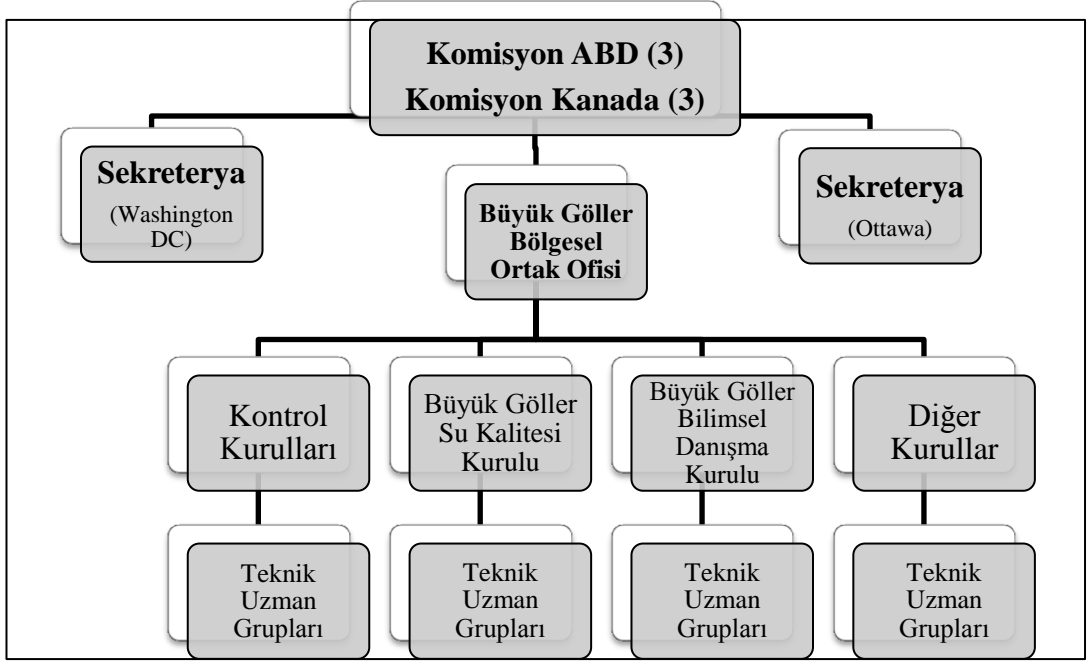 Komisyon ABD (3)
Komisyon Kanada (3)
Sekreterya
(Washington
DC)
Büyük Göller
Bölgesel
Ortak Ofisi
Sekreterya
(Ottawa)
Kontrol
Kurulları
Büyük Göller
Su Kalitesi
Kurulu
Büyük Göller
Bilimsel
Danışma
Kurulu
Diğer
Kurullar
Teknik
Uzman
Grupları
Teknik
Uzman
Grupları
Teknik
Uzman
Grupları
Teknik
Uzman
Grupları